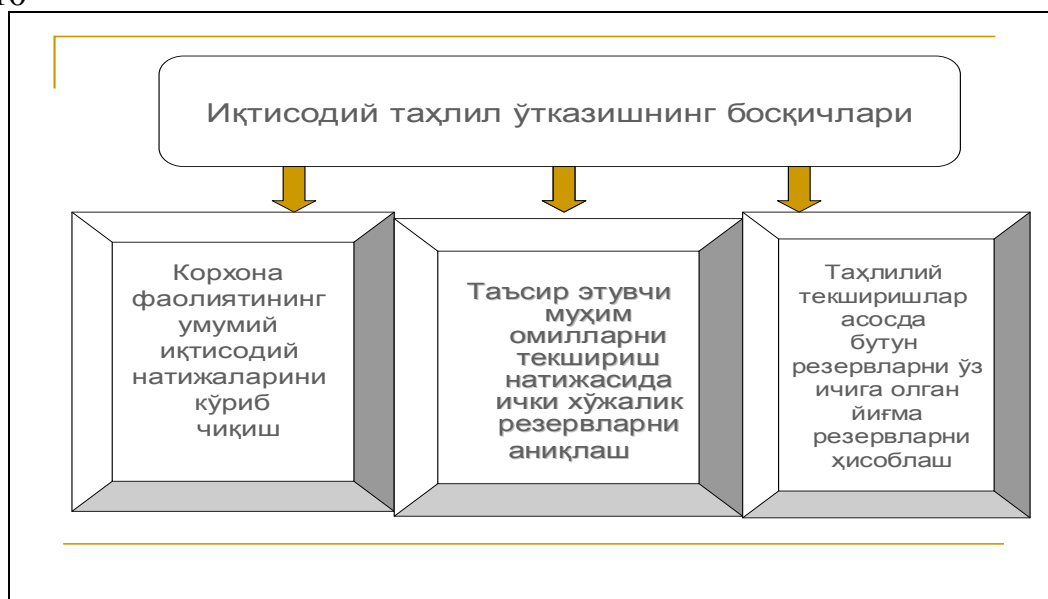 Иқтисодий таҳлил ўтказишнинг босқичлари
Корхона
фаолиятининг
умумий
иқтисодий
натижаларини
кўриб
чиқиш
Таъсир этувчи
муҳим
омилларни
текшириш
натижасида
ички хўжалик
резервларни
аниқлаш
Таҳлилий
текширишлар
асосда
бутун
резервларни ўз
ичига олган
йиғма
резервларни
ҳисоблаш